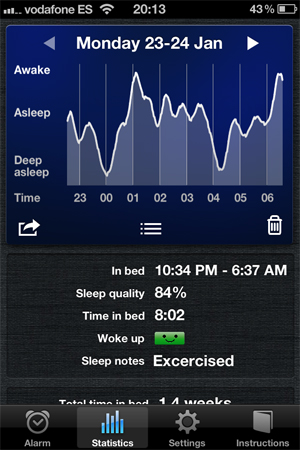 vodafone ES 20:13 43 %
Monday 23-24 Jan
Awake
Asleep
Deep
asleep
Time 23 00 01 02 03 04 05 06
In bed 10:34 PM - 6:37 AM
Sleep quality 84%
Time in bed 8:02
Woke up
Sleep notes Excercised
Total time in bed 1.4 weeks
Alarm Statistics Settings Instructions